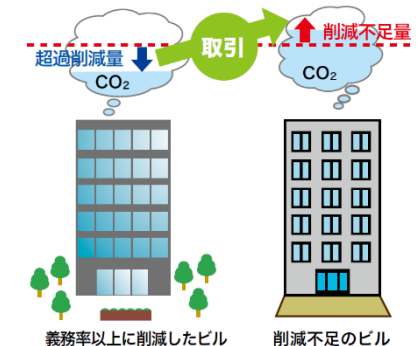 削減不足量
取引
超過削減量
CO₂
CO₂
義務率以上に削減したビル
削減不足のビル